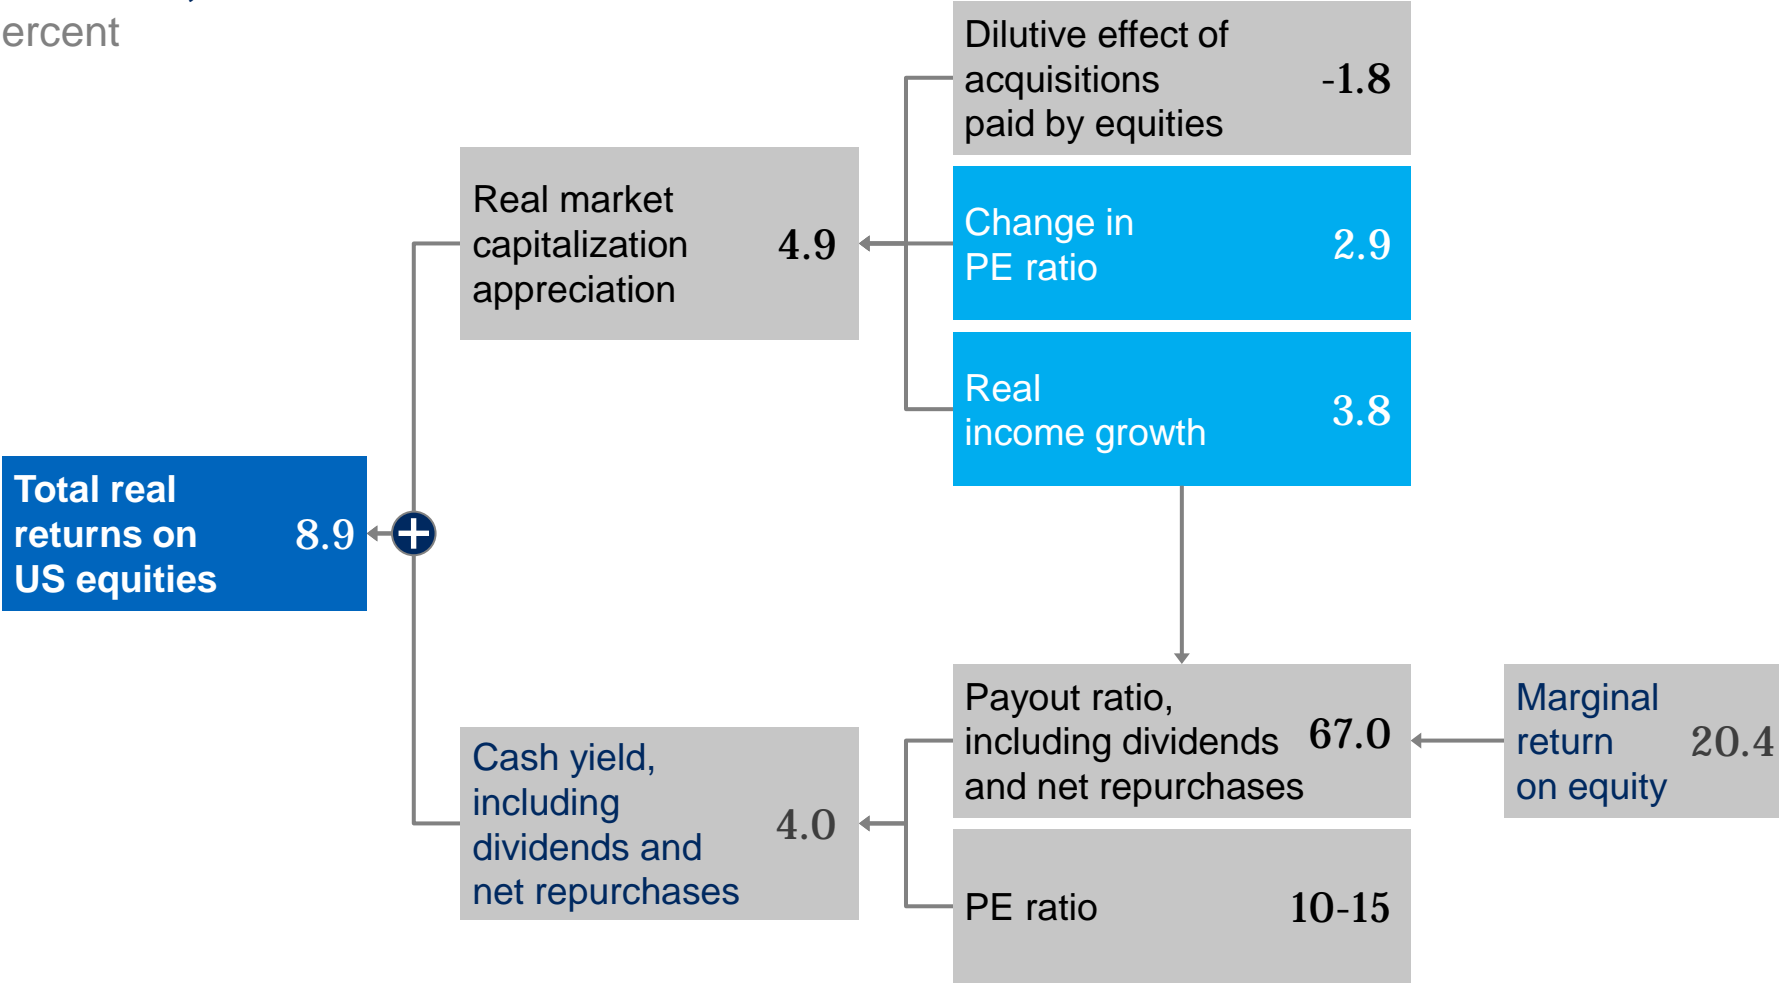 ercent
Dilutive effect of
acquisitions
paid by equities
-1.8
Real market
capitalization
appreciation
4.9
Change in
PE ratio
2.9
Real
income growth
3.8
Total real
returns on
US equities
8.9
+
Payout ratio,
including dividends
and net repurchases
67.0
Marginal
return
on equity
20.4
Cash yield,
including
dividends and
net repurchases
4.0
PE ratio
10-15